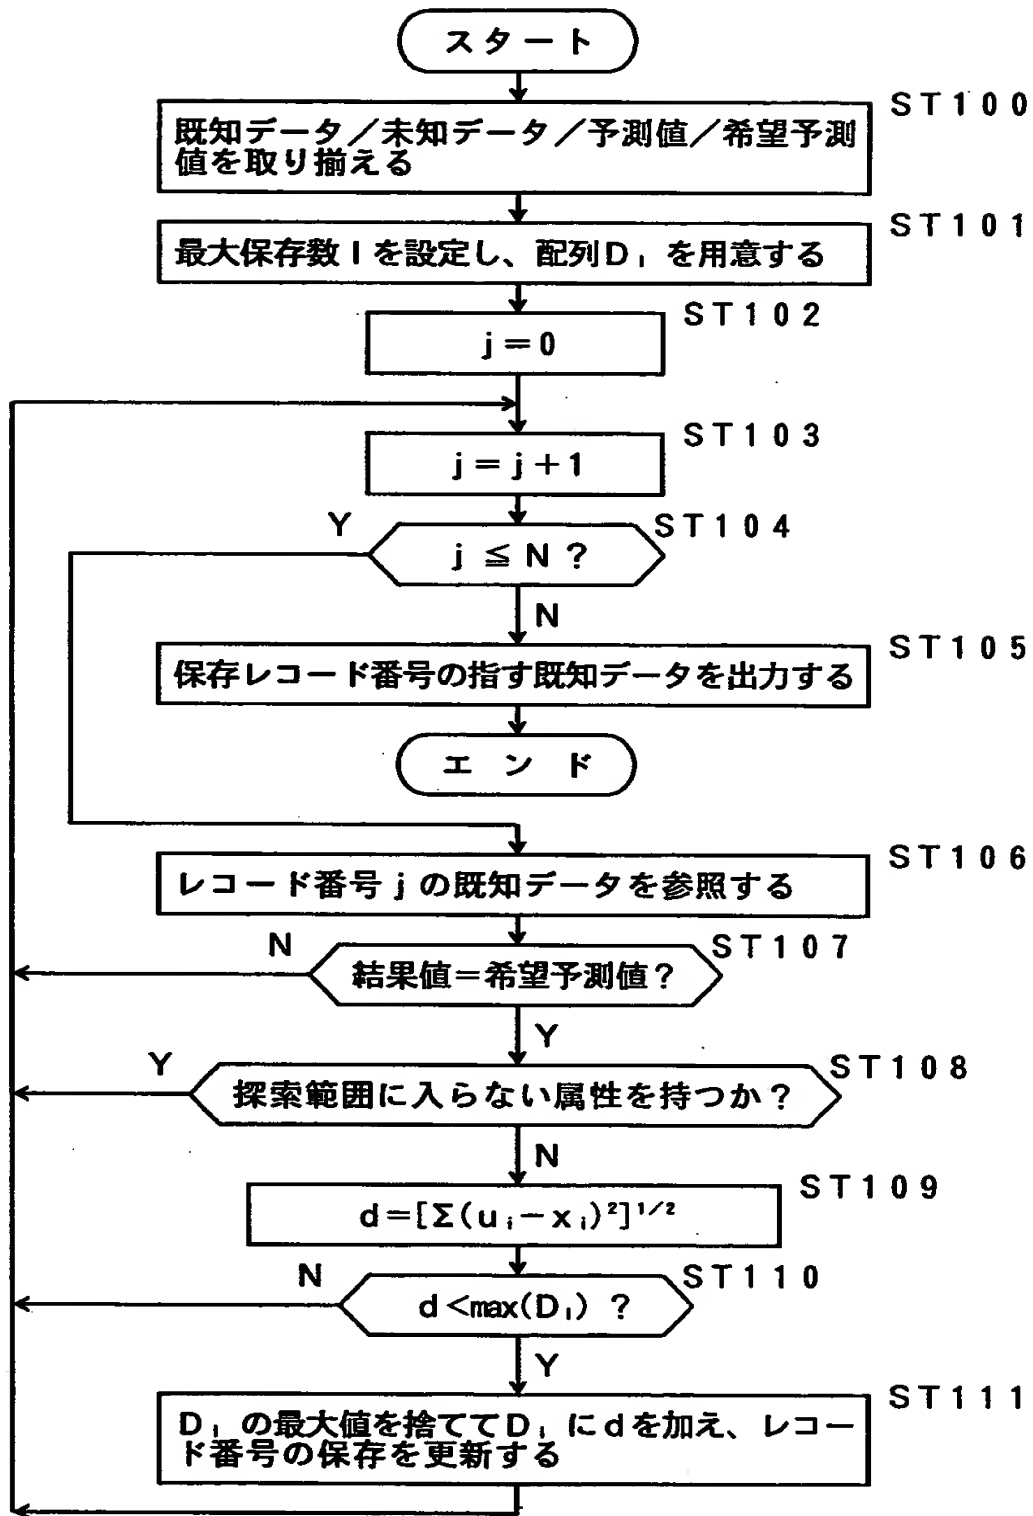 スタート
ST100
既知データ/未知データ/予測値/希望予測
値を取り揃える
ST101
最大保存数Iを設定し、配列D_Iを用意する
ST102
j=0
ST103
j=j+1
ST104
Y
j≦N?
N
ST105
保存レコード番号の指す既知データを出力する
エンド
ST106
レコード番号jの既知データを参照する
ST107
N
結果値=希望予測値?
Y
ST108
Y
探索範囲に入らない属性を持つか?
N
ST109
d=[Σ(u_i-x_i)²]^1/2
ST110
N
d<max(D_I)?
Y
ST111
D_Iの最大値を捨ててD_Iにdを加え、レコー
ド番号の保存を更新する